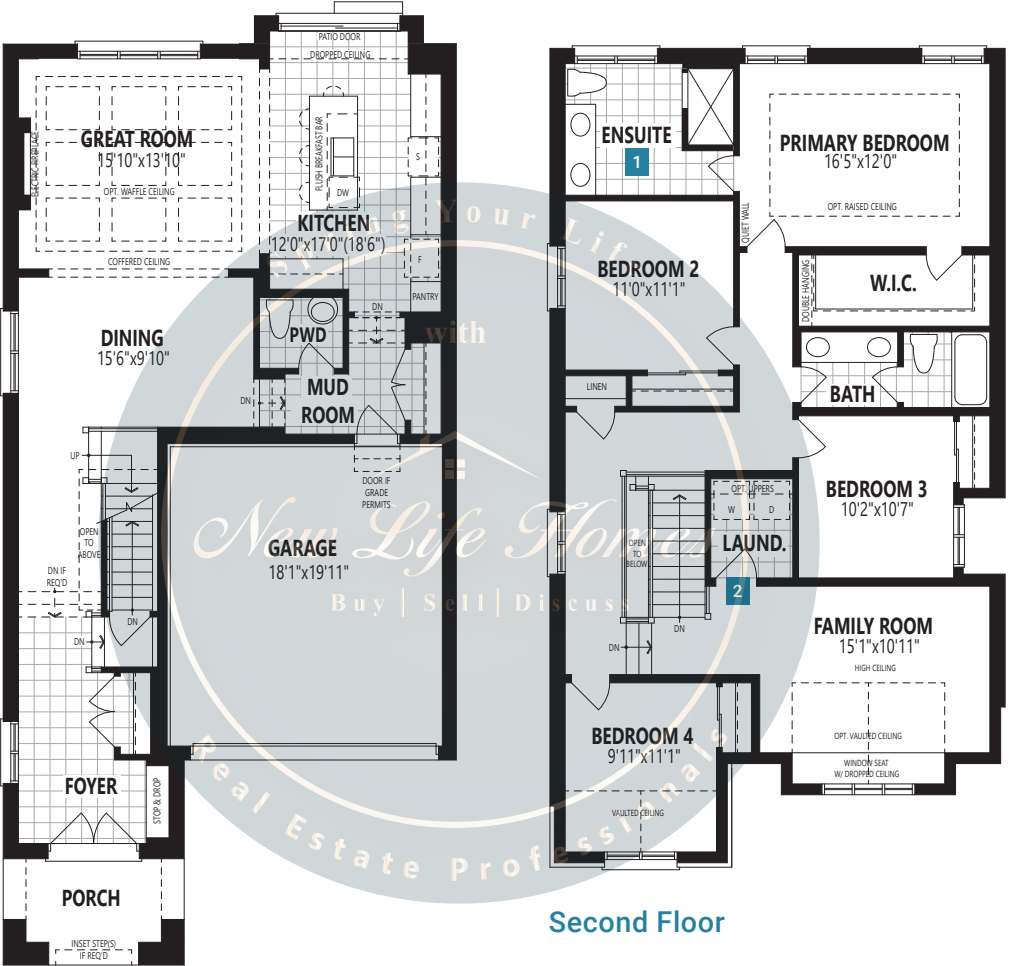 PATIO DOOR
DROPPED CEILING
GREAT ROOM
15'10"x13'10"
ELECTRIC FIREPLACE
OPT. WAFFLE CEILING
COFFERED CEILING
FLUSH BREAKFAST BAR
DW
S
KITCHEN
12'0"x17'0"(18'6")
F
PANTRY
DN
DINING
15'6"x9'10"
PWD
MUD
ROOM
DN
UP
DOOR IF
GRADE
PERMITS
OPEN
TO
ABOVE
GARAGE
18'1"x19'11"
DN IF
REQ'D
DN
DN
FOYER
STOP & DROP
PORCH
INSET STEP(S)
IF REQ'D
ENSUITE
1
PRIMARY BEDROOM
16'5"x12'0"
OPT. RAISED CEILING
QUIET WALL
BEDROOM 2
11'0"x11'1"
DOUBLE HANGING
W.I.C.
LINEN
BATH
BEDROOM 3
10'2"x10'7"
OPT. UPPERS
W
D
LAUND.
OPEN
TO
BELOW
2
DN
DN
FAMILY ROOM
15'1"x10'11"
HIGH CEILING
OPT. VAULTED CEILING
WINDOW SEAT
W/ DROPPED CEILING
BEDROOM 4
9'11"x11'1"
VAULTED CEILING
Second Floor
Your Life
with
New Life Homes
Buy | Sell | Discuss
Real Estate Professionals